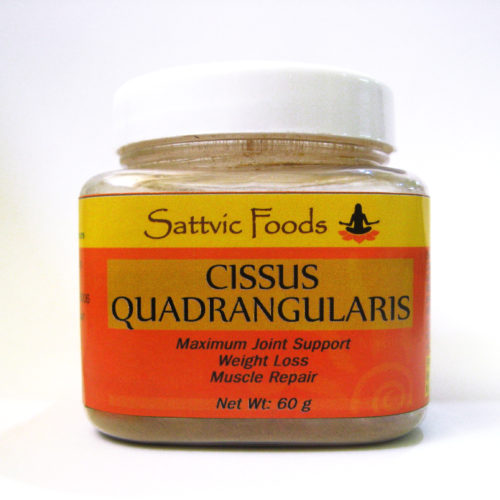 Sattvic Foods
CISSUS
QUADRANGULARIS
Maximum Joint Support
Weight Loss
Muscle Repair
Net Wt: 60 g